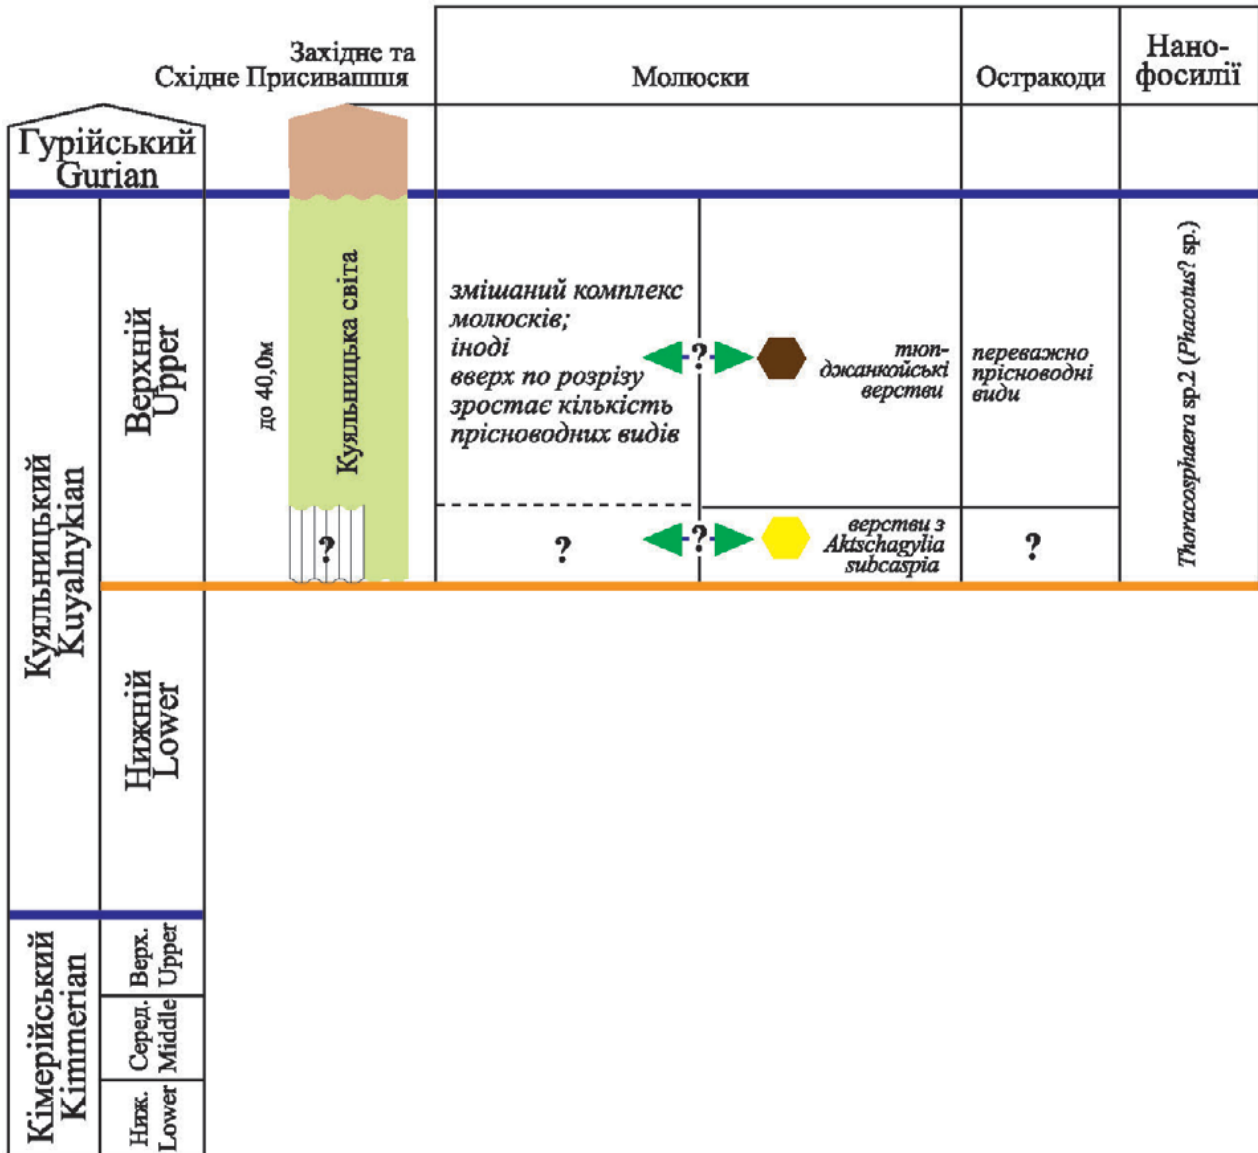 Західне та
Східне Присивашшя
Молюски
Остракоди
Нано-
фосилії
Гурійський
Gurian
Куяльницький
Kuyalnykian
Верхній
Upper
до 40,0м
Куяльницька світа
змішаний комплекс
молюсків;
іноді
вверх по розрізу
зростає кількість
прісноводних видів
?
тюп-
джанкойські
верстви
переважно
прісноводні
види
Thoracosphaera sp.2 (Phacotus? sp.)
?
?
?
верстви з
Aktschagylia
subcaspia
?
Нижній
Lower
Кімерійський
Kimmerian
Верх.
Upper
Серед.
Middle
Ниж.
Lower